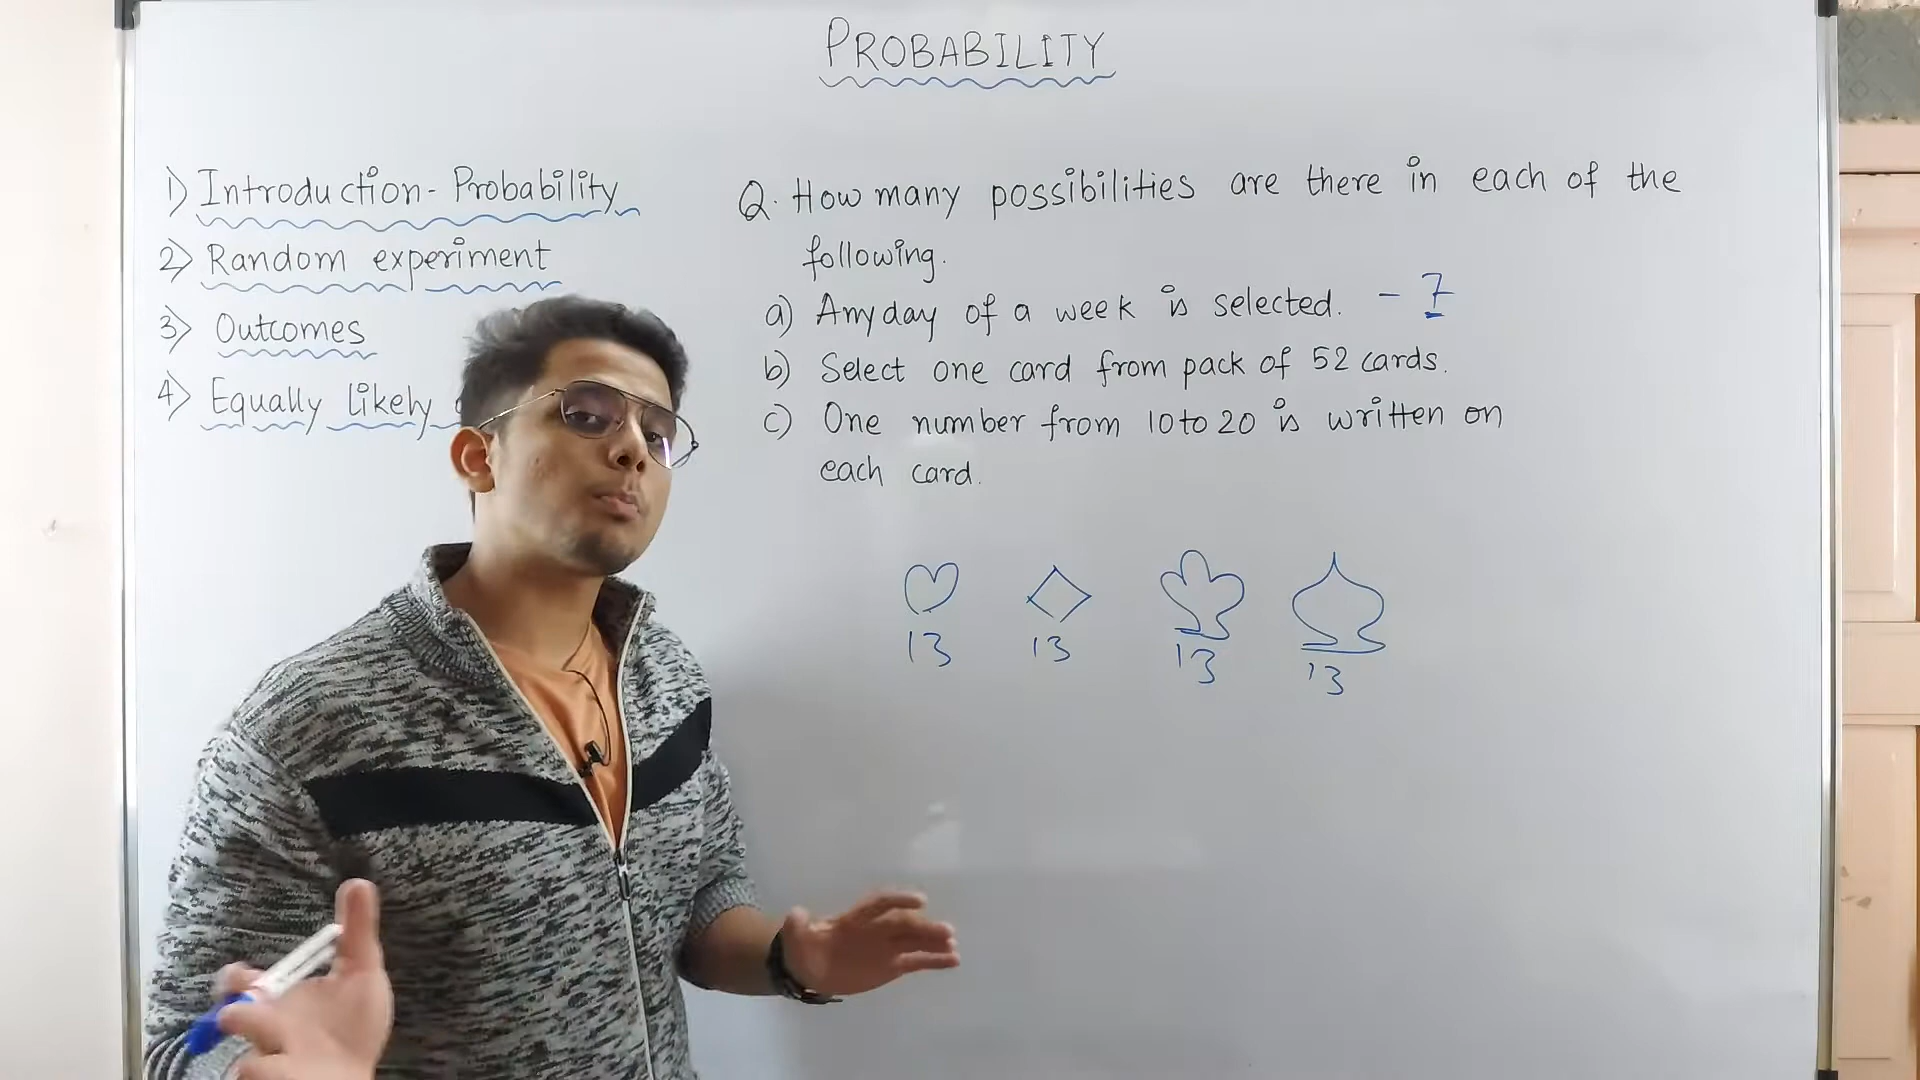 PROBABILITY
1) Introduction - Probability
2) Random experiment
3) Outcomes
4) Equally likely
Q. How many possibilities are there in each of the
following.
a) Any day of a week is selected. - 7
b) Select one card from pack of 52 cards.
c) One number from 10 to 20 is written on
each card.
13 13 13 13